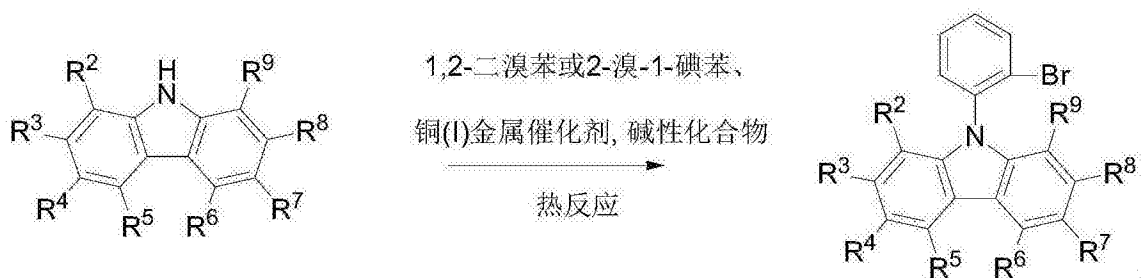 R² H N R⁹
R³ R⁸
R⁴ R⁵ R⁶ R⁷
1,2-二溴苯或2-溴-1-碘苯、
铜(I)金属催化剂, 碱性化合物
热反应
Br
R² N R⁹
R³ R⁸
R⁴ R⁵ R⁶ R⁷